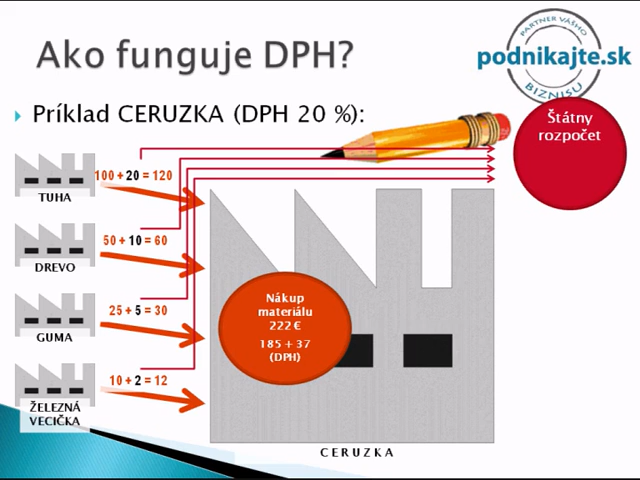 Ako funguje DPH?
PARTNER VÁŠHO
podnikajte.sk
BIZNISU
Príklad CERUZKA (DPH 20 %):
Štátny
rozpočet
100 + 20 = 120
TUHA
50 + 10 = 60
DREVO
25 + 5 = 30
GUMA
10 + 2 = 12
ŽELEZNÁ
VECIČKA
Nákup
materiálu
222 €
185 + 37
(DPH)
CERUZKA